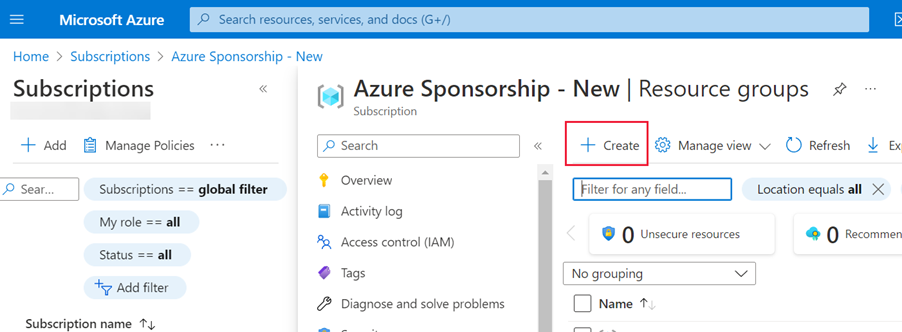 Microsoft Azure
Search resources, services, and docs (G+/)
Home > Subscriptions > Azure Sponsorship - New
Subscriptions
«
+ Add
Manage Policies
...
Sear...
Subscriptions == global filter
My role == all
Status == all
Add filter
Subscription name ↑↓
Azure Sponsorship - New | Resource groups
...
Subscription
Search
«
Overview
Activity log
Access control (IAM)
Tags
Diagnose and solve problems
+ Create
Manage view
Refresh
Filter for any field...
Location equals all
0 Unsecure resources
0 Recommen
No grouping
Name ↑↓